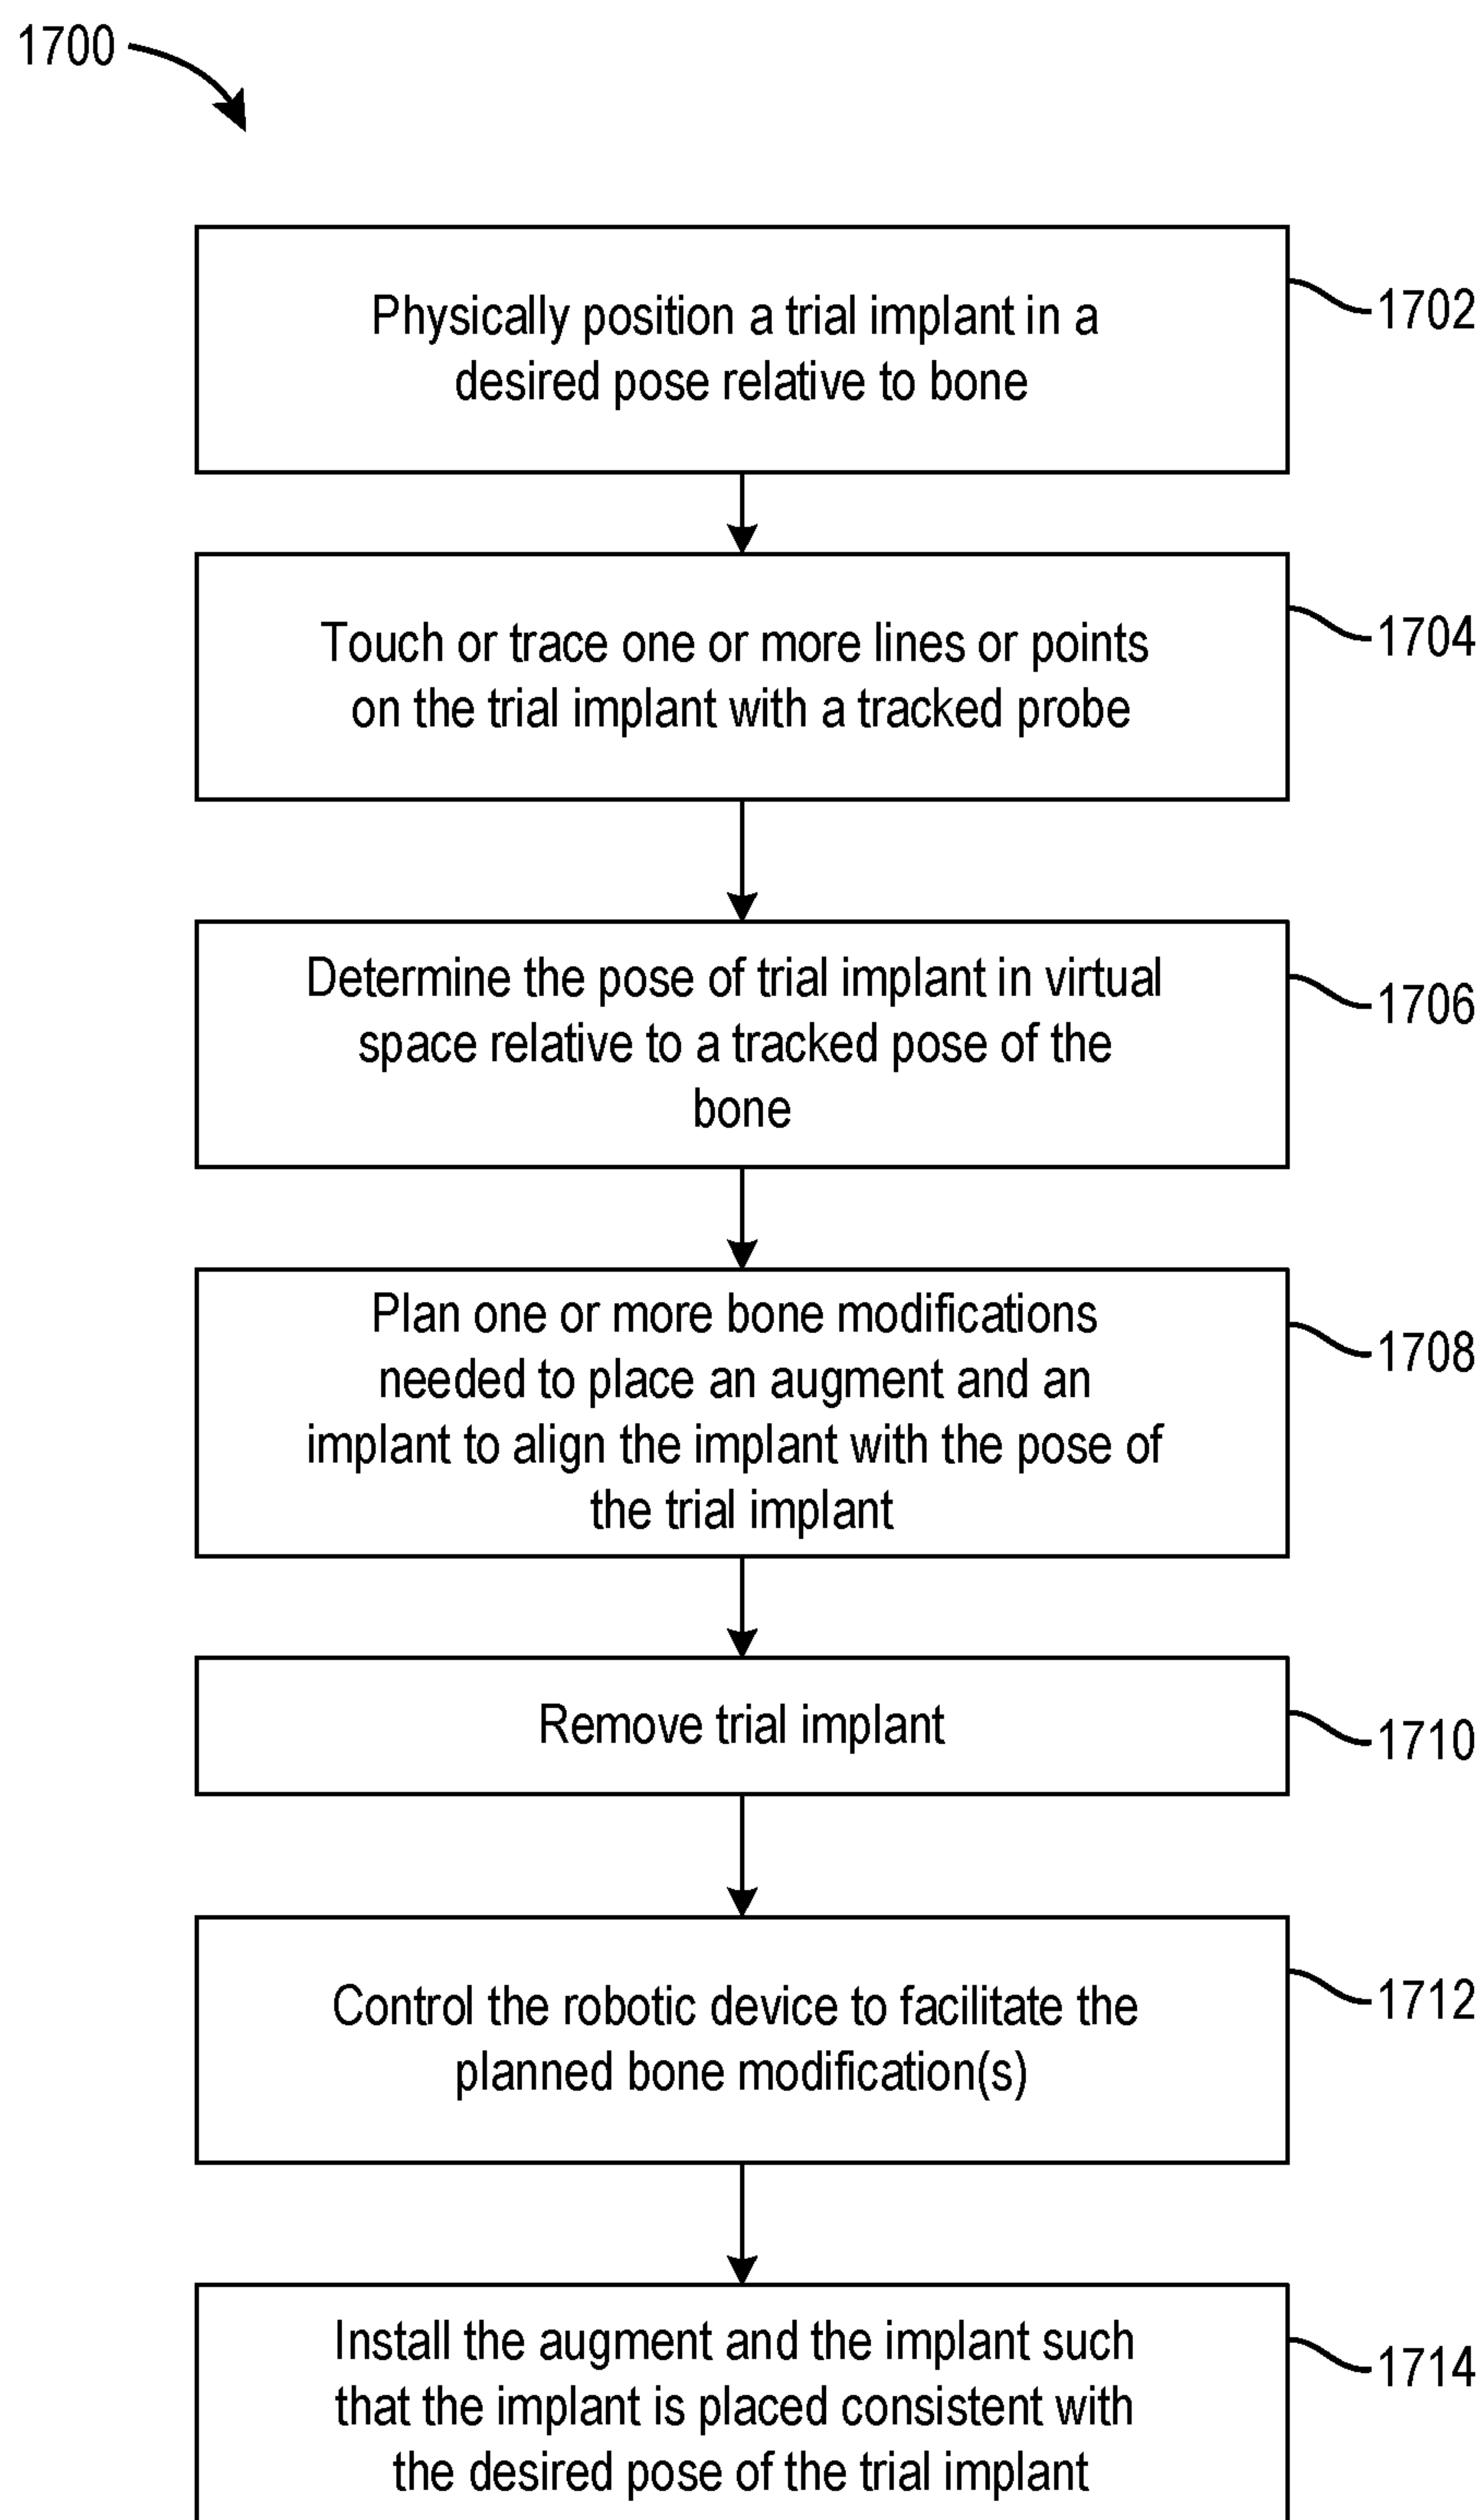 1700
Physically position a trial implant in a
desired pose relative to bone
1702
Touch or trace one or more lines or points
on the trial implant with a tracked probe
1704
Determine the pose of trial implant in virtual
space relative to a tracked pose of the
bone
1706
Plan one or more bone modifications
needed to place an augment and an
implant to align the implant with the pose of
the trial implant
1708
Remove trial implant
1710
Control the robotic device to facilitate the
planned bone modification(s)
1712
Install the augment and the implant such
that the implant is placed consistent with
the desired pose of the trial implant
1714